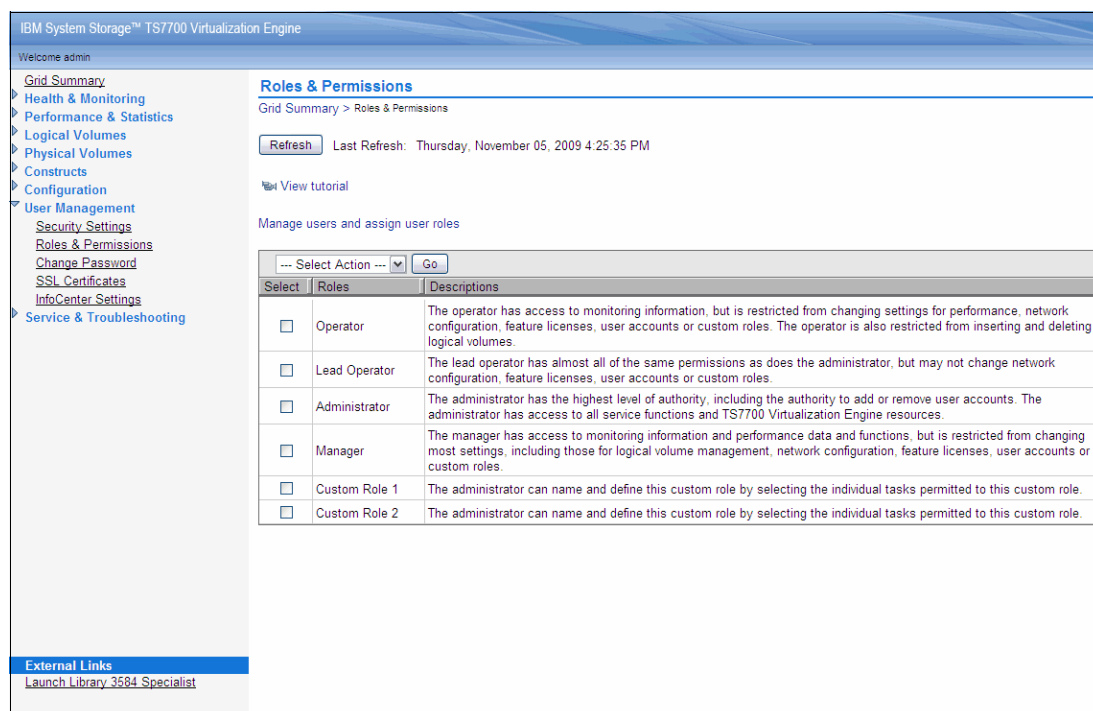 IBM System Storage™ TS7700 Virtualization Engine
Welcome admin
Grid Summary
Health & Monitoring
Performance & Statistics
Logical Volumes
Physical Volumes
Constructs
Configuration
User Management
Security Settings
Roles & Permissions
Change Password
SSL Certificates
InfoCenter Settings
Service & Troubleshooting
External Links
Launch Library 3584 Specialist
Roles & Permissions
Grid Summary > Roles & Permissions
Refresh Last Refresh: Thursday, November 05, 2009 4:25:35 PM
View tutorial
Manage users and assign user roles
--- Select Action --- Go
Select Roles Descriptions
Operator
The operator has access to monitoring information, but is restricted from changing settings for performance, network
configuration, feature licenses, user accounts or custom roles. The operator is also restricted from inserting and deleting
logical volumes.
Lead Operator
The lead operator has almost all of the same permissions as does the administrator, but may not change network
configuration, feature licenses, user accounts or custom roles.
Administrator
The administrator has the highest level of authority, including the authority to add or remove user accounts. The
administrator has access to all service functions and TS7700 Virtualization Engine resources.
Manager
The manager has access to monitoring information and performance data and functions, but is restricted from changing
most settings, including those for logical volume management, network configuration, feature licenses, user accounts or
custom roles.
Custom Role 1 The administrator can name and define this custom role by selecting the individual tasks permitted to this custom role.
Custom Role 2 The administrator can name and define this custom role by selecting the individual tasks permitted to this custom role.